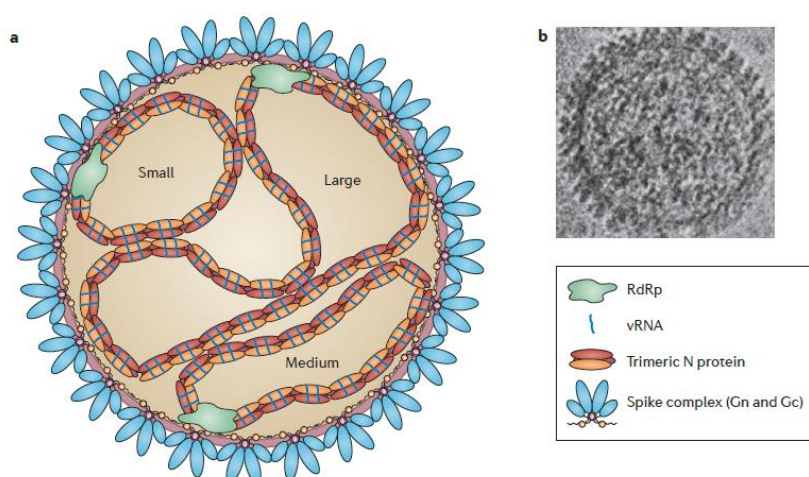 a
b
Small
Large
Medium
RdRp
vRNA
Trimeric N protein
Spike complex (Gn and Gc)